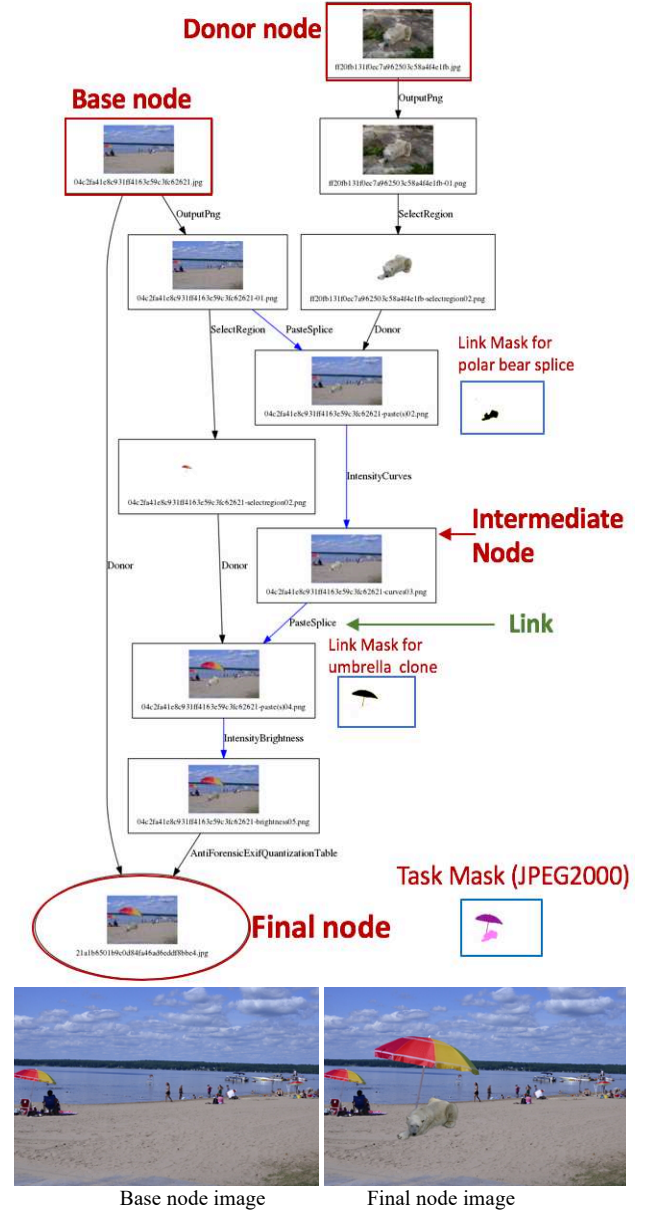 Donor node
ff20fb131f0ec7a962503c58a4f4e1fb.jpg
OutputPng
Base node
04c2fa41e8c931ff4163e59c3fc62621.jpg
ff20fb131f0ec7a962503c58a4f4e1fb-01.png
OutputPng
SelectRegion
04c2fa41e8c931ff4163e59c3fc62621-01.png
ff20fb131f0ec7a962503c58a4f4e1fb-selectregion02.png
SelectRegion
PasteSplice
Donor
Link Mask for
polar bear splice
04c2fa41e8c931ff4163e59c3fc62621-paste(s)02.png
IntensityCurves
04c2fa41e8c931ff4163e59c3fc62621-selectregion02.png
Intermediate
Node
Donor
Donor
04c2fa41e8c931ff4163e59c3fc62621-curves03.png
PasteSplice
Link
Link Mask for
umbrella clone
04c2fa41e8c931ff4163e59c3fc62621-paste(s)04.png
IntensityBrightness
04c2fa41e8c931ff4163e59c3fc62621-brightness05.png
AntiForensicExifQuantizationTable
Task Mask (JPEG2000)
Final node
21a1b6501b9c0d84fa46ad6eddf8bbe4.jpg
Base node image
Final node image